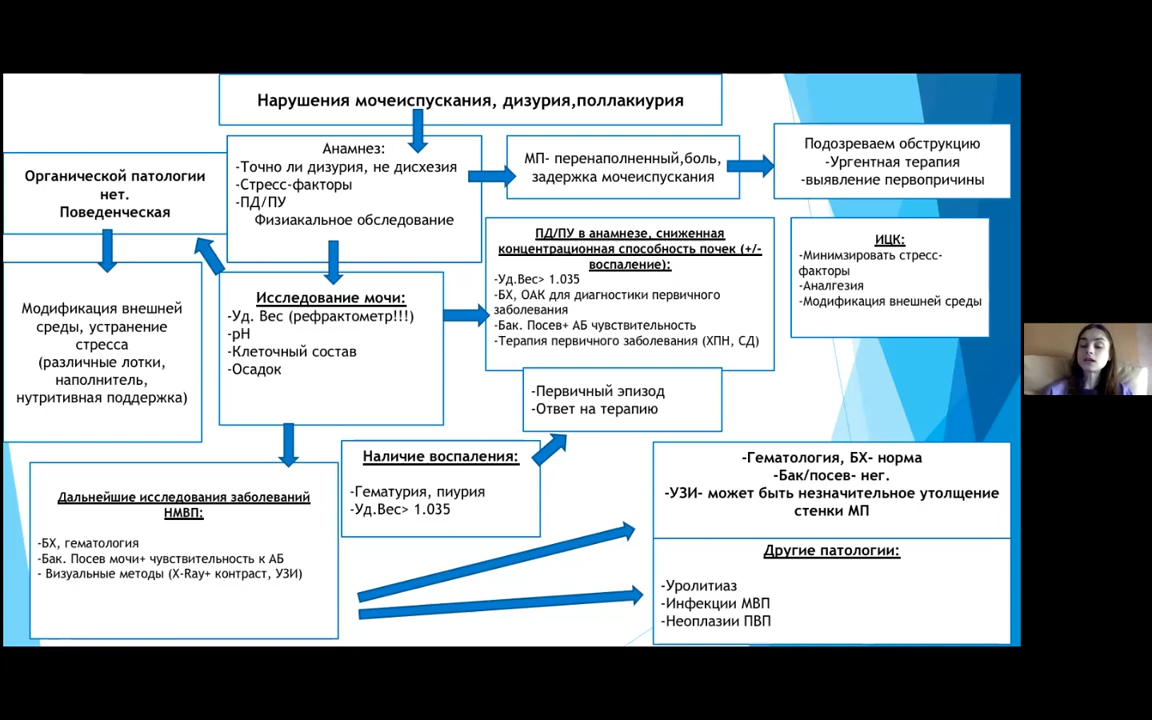 Нарушения мочеиспускания, дизурия,поллакиурия
Анамнез:
-Точно ли дизурия, не дисхезия
-Стресс-факторы
-ПД/ПУ
Физиакальное обследование
МП- перенаполненный,боль,
задержка мочеиспускания
Подозреваем обструкцию
-Ургентная терапия
-выявление первопричины
Органической патологии
нет.
Поведенческая
Модификация внешней
среды, устранение
стресса
(различные лотки,
наполнитель,
нутритивная поддержка)
Исследование мочи:
-Уд. Вес (рефрактометр!!!)
-pH
-Клеточный состав
-Осадок
ПД/ПУ в анамнезе, сниженная
концентрационная способность почек (+/-
воспаление):
-Уд.Вес> 1.035
-БХ, ОАК для диагностики первичного
заболевания
-Бак. Посев+ АБ чувствительность
-Терапия первичного заболевания (ХПН, СД)
ИЦК:
-Минимзировать стресс-
факторы
-Аналгезия
-Модификация внешней среды
-Первичный эпизод
-Ответ на терапию
Наличие воспаления:
-Гематурия, пиурия
-Уд.Вес> 1.035
Дальнейшие исследования заболеваний
НМВП:
-БХ, гематология
-Бак. Посев мочи+ чувствительность к АБ
- Визуальные методы (X-Ray+ контраст, УЗИ)
-Гематология, БХ- норма
-Бак/посев- нег.
-УЗИ- может быть незначительное утолщение
стенки МП
Другие патологии:
-Уролитиаз
-Инфекции МВП
-Неоплазии ПВП